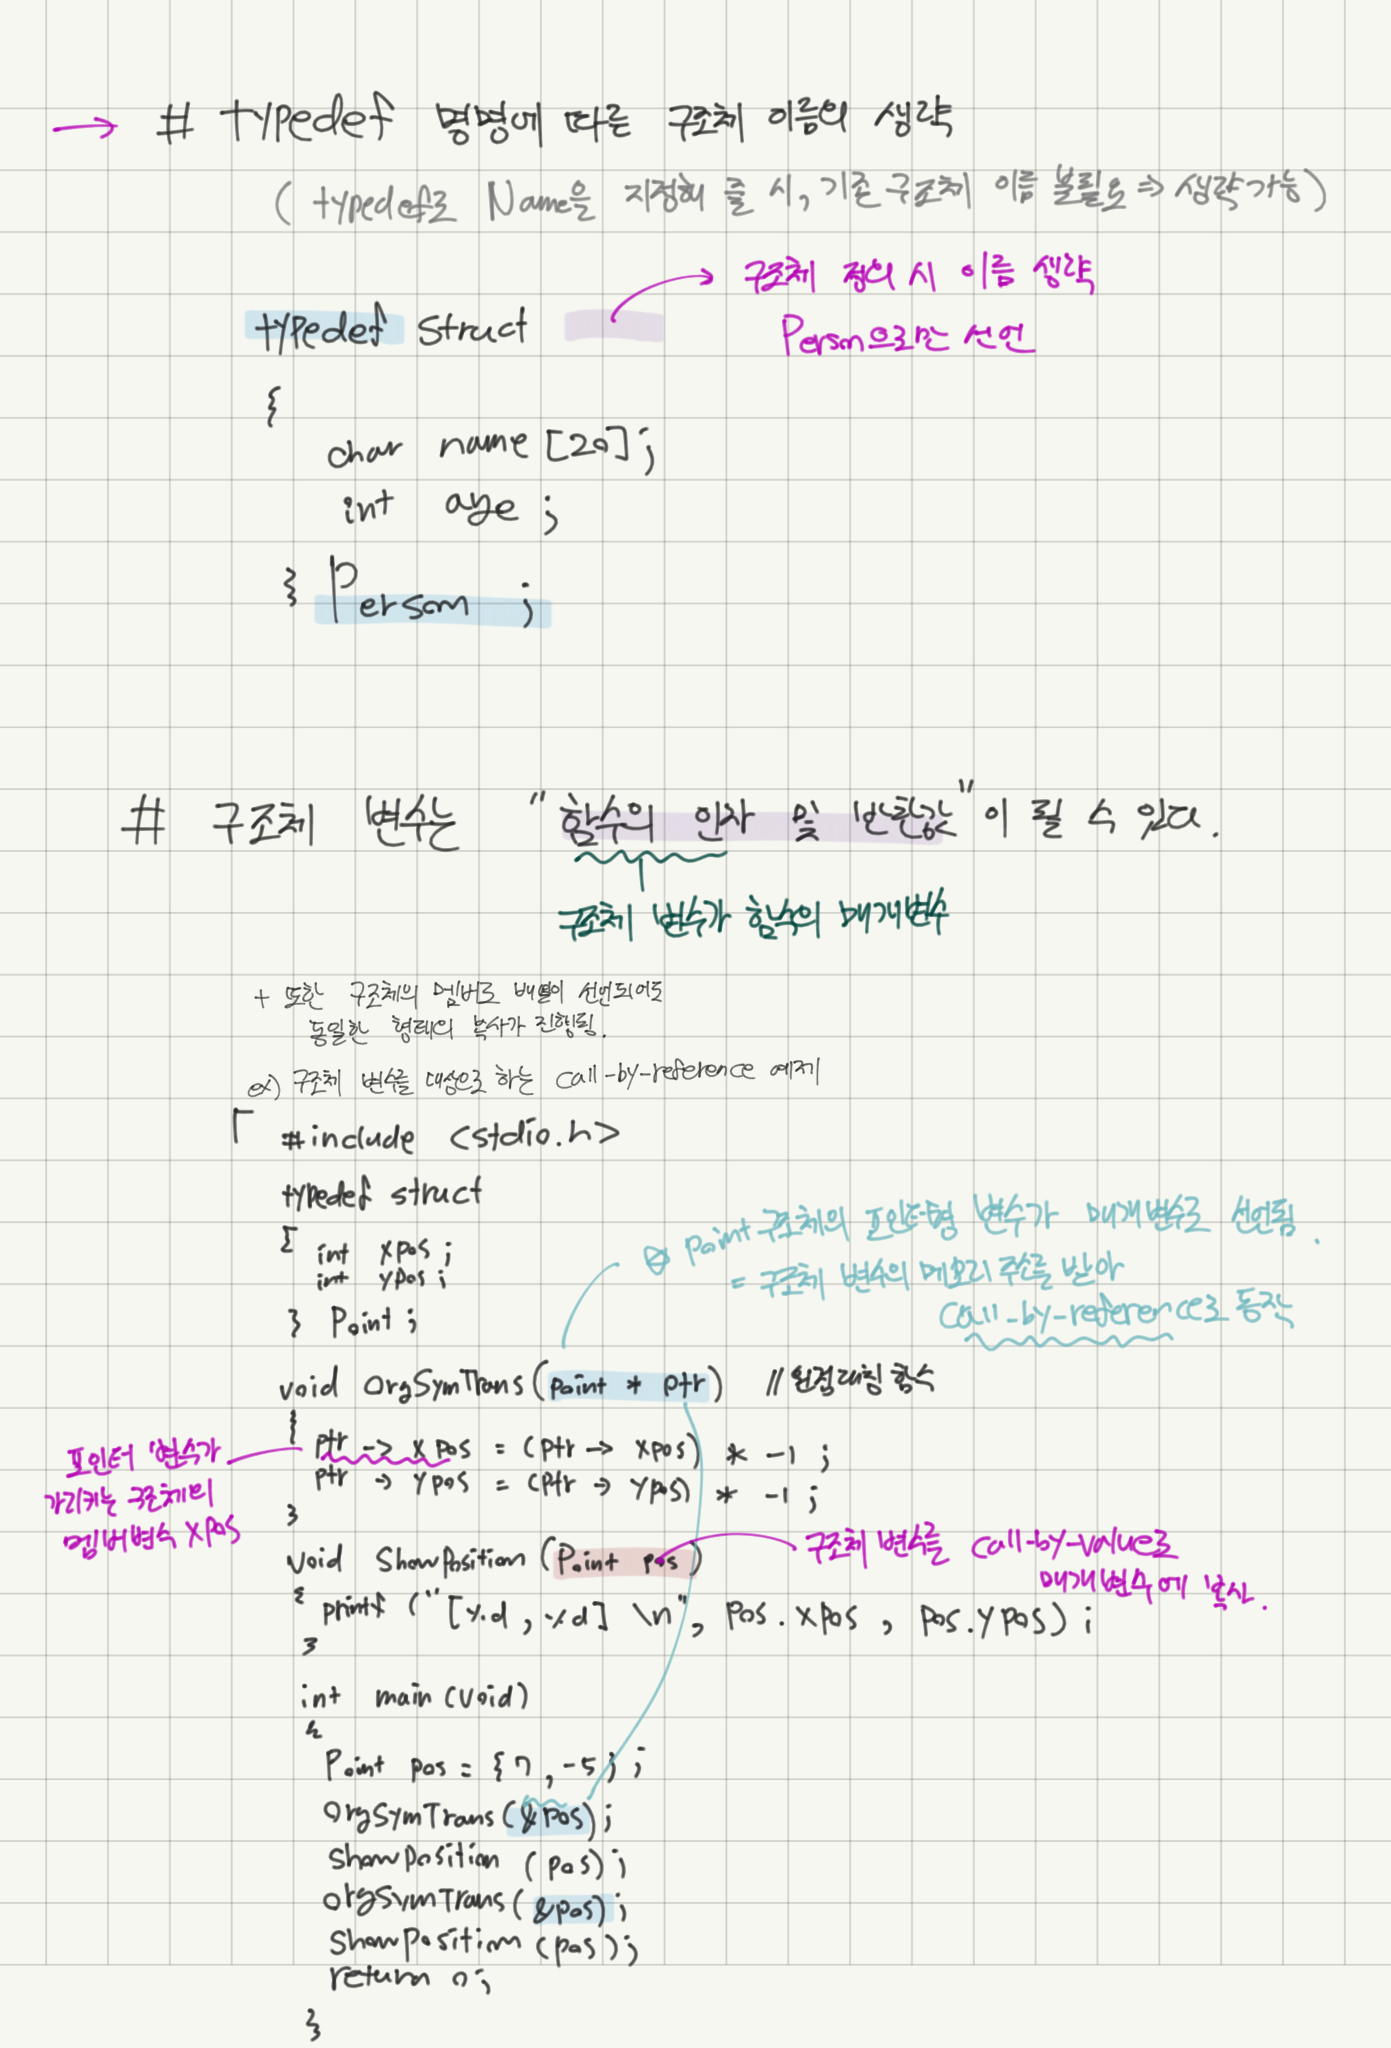 → # typedef 명명에 따른 구조체 이름의 생략
( typedef로 Name을 지정해 줄 시, 기존 구조체 이름 불필요 ⇒ 생략가능 )
구조체 정의 시 이름 생략
Person으로만 선언
typedef struct
{
char name [20];
int age ;
} Person ;
# 구조체 변수는 "함수의 인자 및 반환값"이 될 수 있다.
구조체 변수가 함수의 매개변수
+ 또한 구조체의 멤버로 배열이 선언되어도
동일한 형태의 복사가 진행됨.
ex) 구조체 변수를 대상으로 하는 call-by-reference 예제
「 #include <stdio.h>
typedef struct
{ int xpos ;
int ypos ;
} Point ;
point 구조체의 포인터형 변수가 매개변수로 선언됨.
= 구조체 변수의 메모리 주소를 받아
call-by-reference로 동작
void OrgSymTrans(point * ptr) // 원점대칭 함수
{ ptr -> xpos = (ptr -> xpos) * -1 ;
ptr -> ypos = (ptr -> ypos) * -1 ;
}
포인터 변수가
가리키는 구조체의
멤버변수 xpos
void ShowPosition (Point pos)
구조체 변수를 call-by-value로
매개변수에 복사.
{ printf ("[%d, %d] \n", pos.xpos , pos.ypos) ;
}
int main (void)
{
Point pos = {7, -5} ;
OrgSymTrans(&pos);
ShowPosition (pos);
OrgSymTrans(&pos);
ShowPosition (pos);
return 0;
}